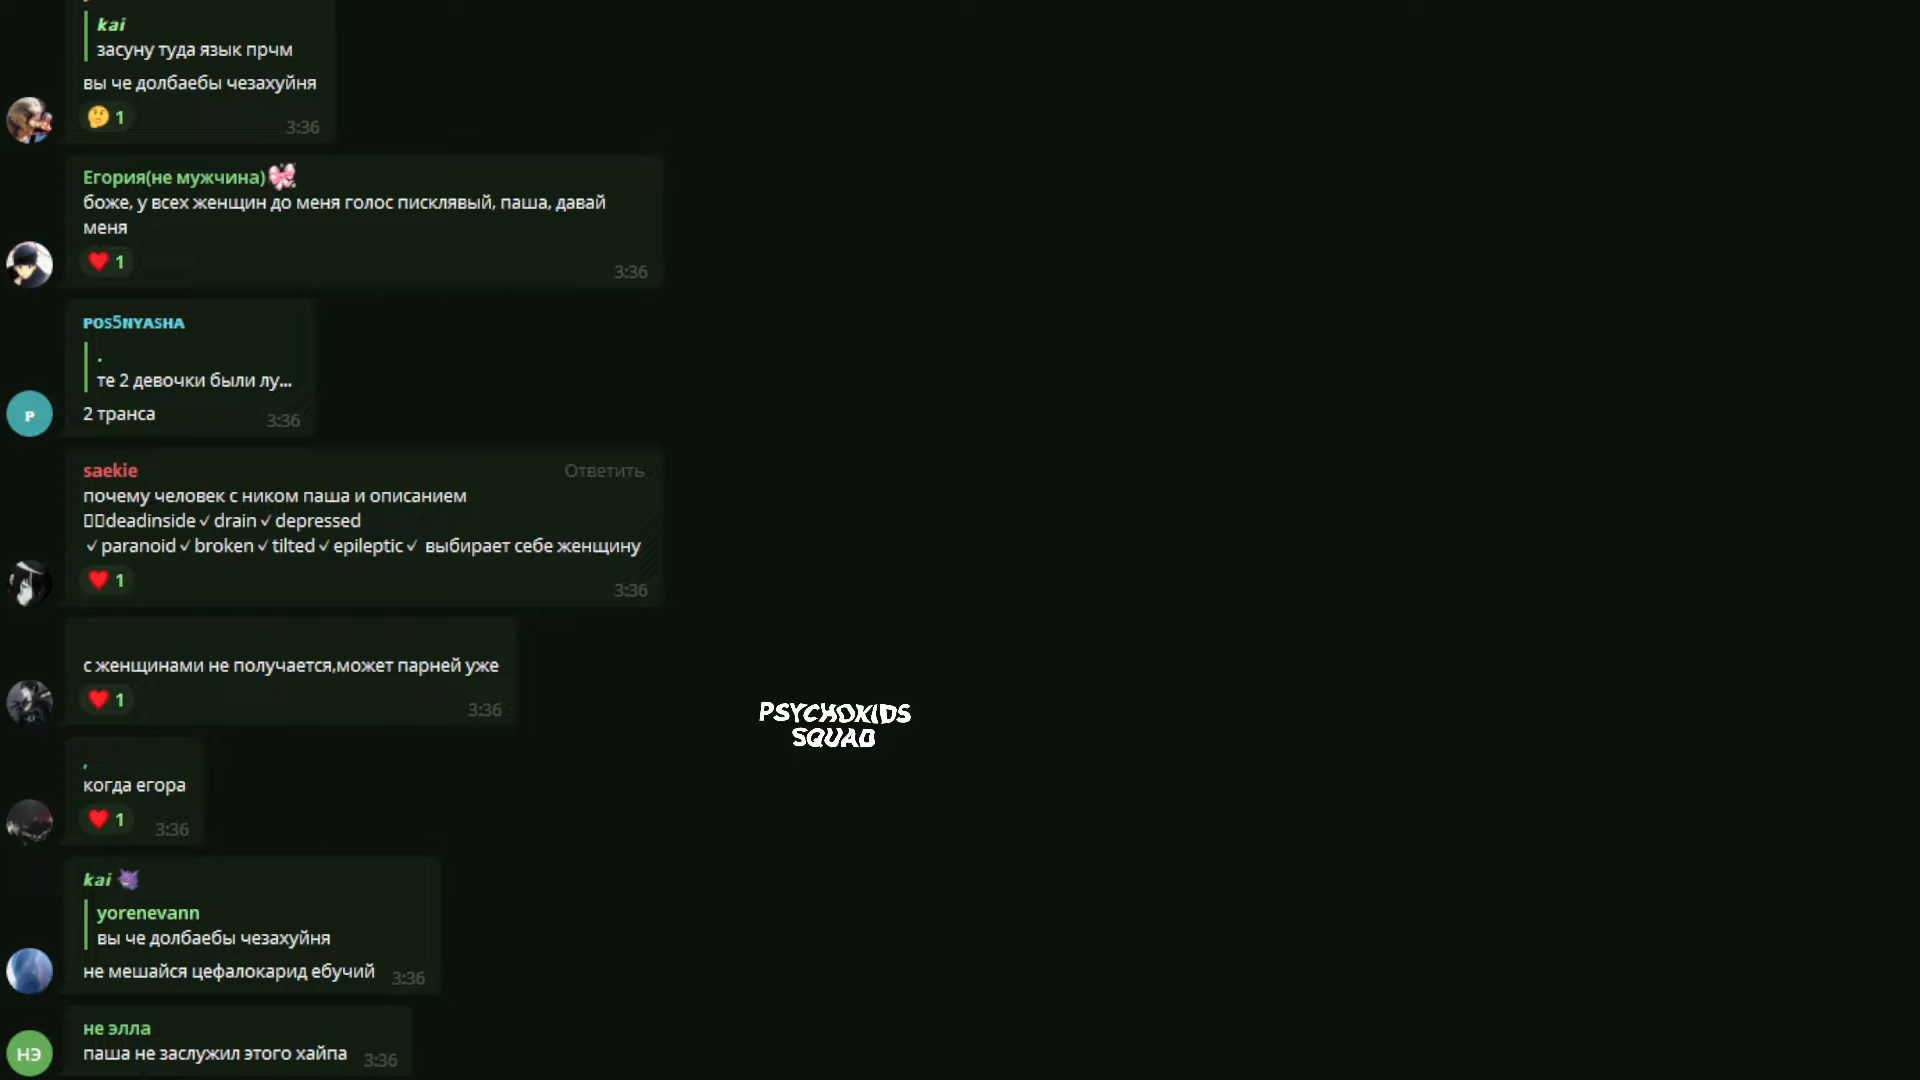 kai
засуну туда язык прчм
вы че долбаебы чезахуйня
🤔 1
3:36
Егория(не мужчина)🎀
боже, у всех женщин до меня голос писклявый, паша, давай
меня
❤️ 1
3:36
ᴘᴏs5ɴʏᴀsʜᴀ
.
те 2 девочки были лу...
2 транса
3:36
P
saekie
Ответить
почему человек с ником паша и описанием
▯▯deadinside✓drain✓depressed
✓paranoid✓broken✓tilted✓epileptic✓ выбирает себе женщину
❤️ 1
3:36
с женщинами не получается,может парней уже
❤️ 1
3:36
PSYCHOKIDS
SQUAD
,
когда егора
❤️ 1
3:36
kai 😈
yorenevann
вы че долбаебы чезахуйня
не мешайся цефалокарид ебучий
3:36
не элла
паша не заслужил этого хайпа
3:36
НЭ